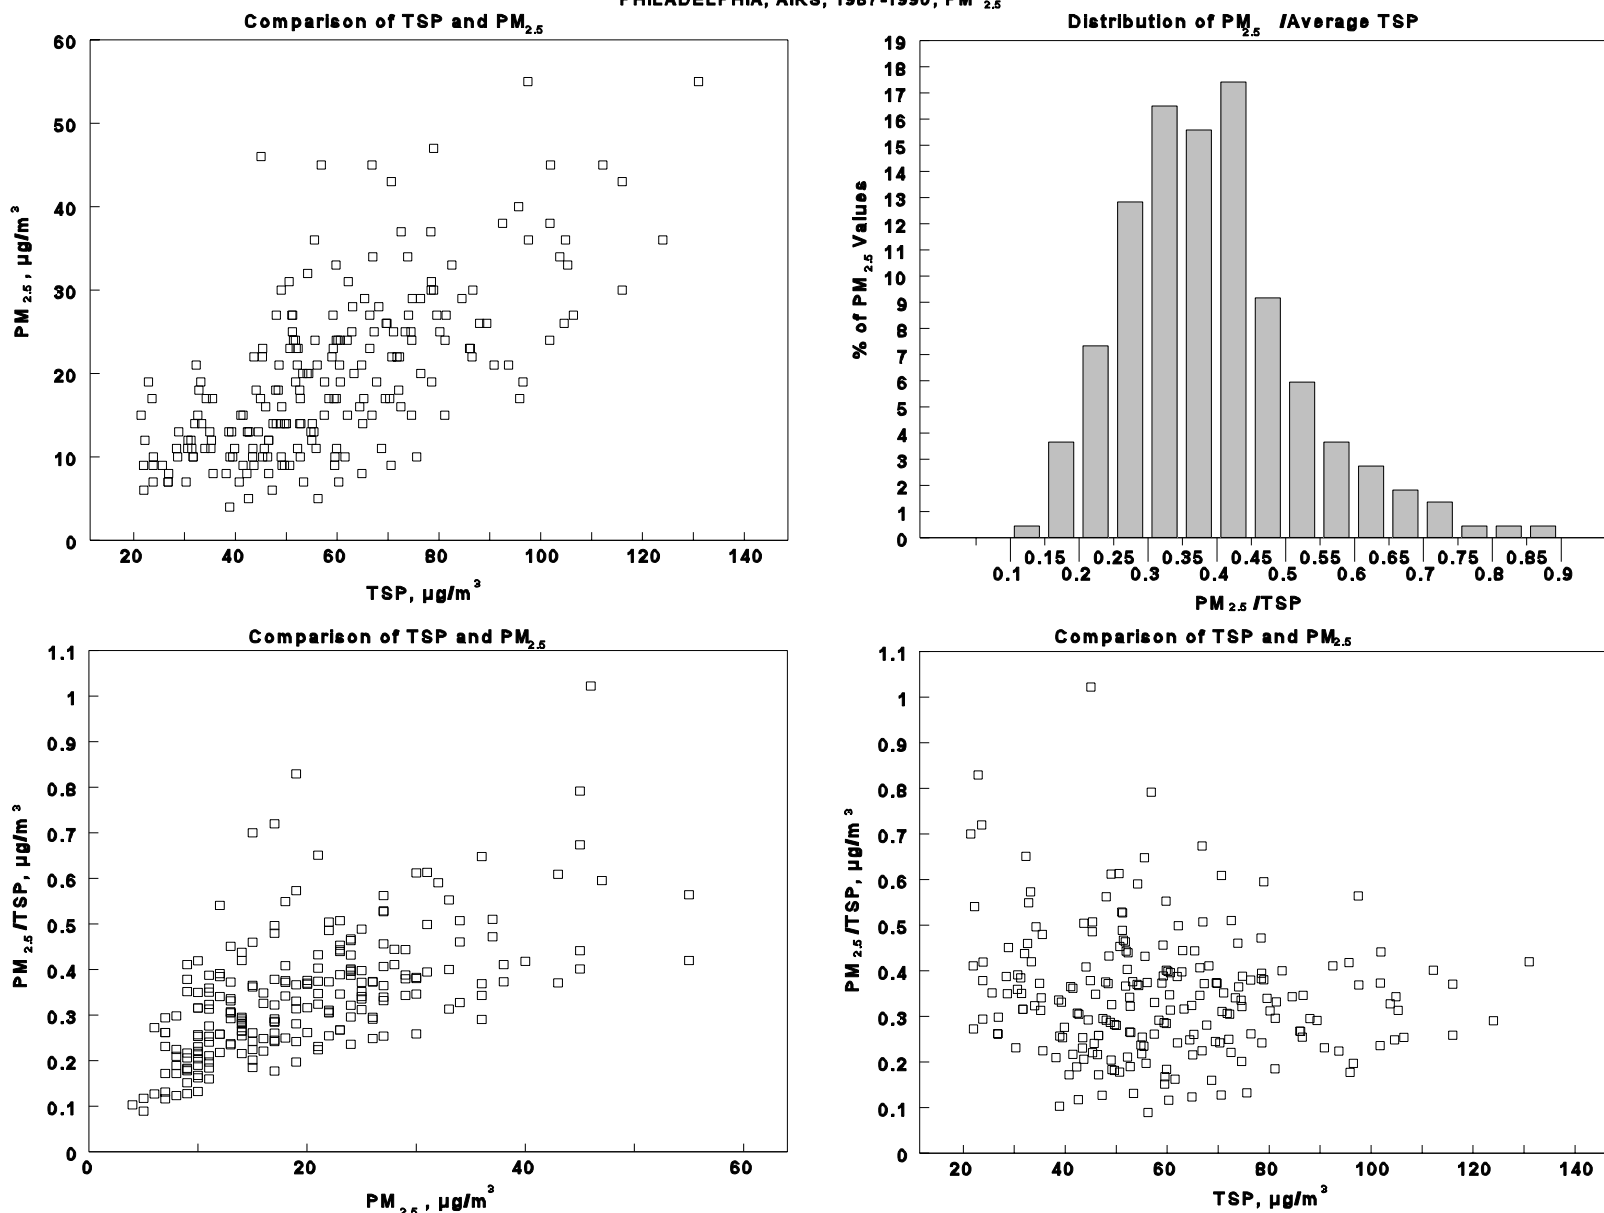 PHILADELPHIA, AIRS, 1987-1990, PM 2.5
Comparison of TSP and PM2.5
60
50
40
30
20
10
0
PM 2.5 , µg/m3
20 40 60 80 100 120 140
TSP, µg/m3
Distribution of PM2.5 /Average TSP
19
18
17
16
15
14
13
12
11
10
9
8
7
6
5
4
3
2
1
0
% of PM2.5 Values
0.15 0.25 0.35 0.45 0.55 0.65 0.75 0.85
0.1 0.2 0.3 0.4 0.5 0.6 0.7 0.8 0.9
PM 2.5 /TSP
Comparison of TSP and PM2.5
1.1
1
0.9
0.8
0.7
0.6
0.5
0.4
0.3
0.2
0.1
0
PM 2.5 /TSP, µg/m3
0 20 40 60
PM 2.5 , µg/m3
Comparison of TSP and PM2.5
1.1
1
0.9
0.8
0.7
0.6
0.5
0.4
0.3
0.2
0.1
0
PM 2.5 /TSP, µg/m3
20 40 60 80 100 120 140
TSP, µg/m3